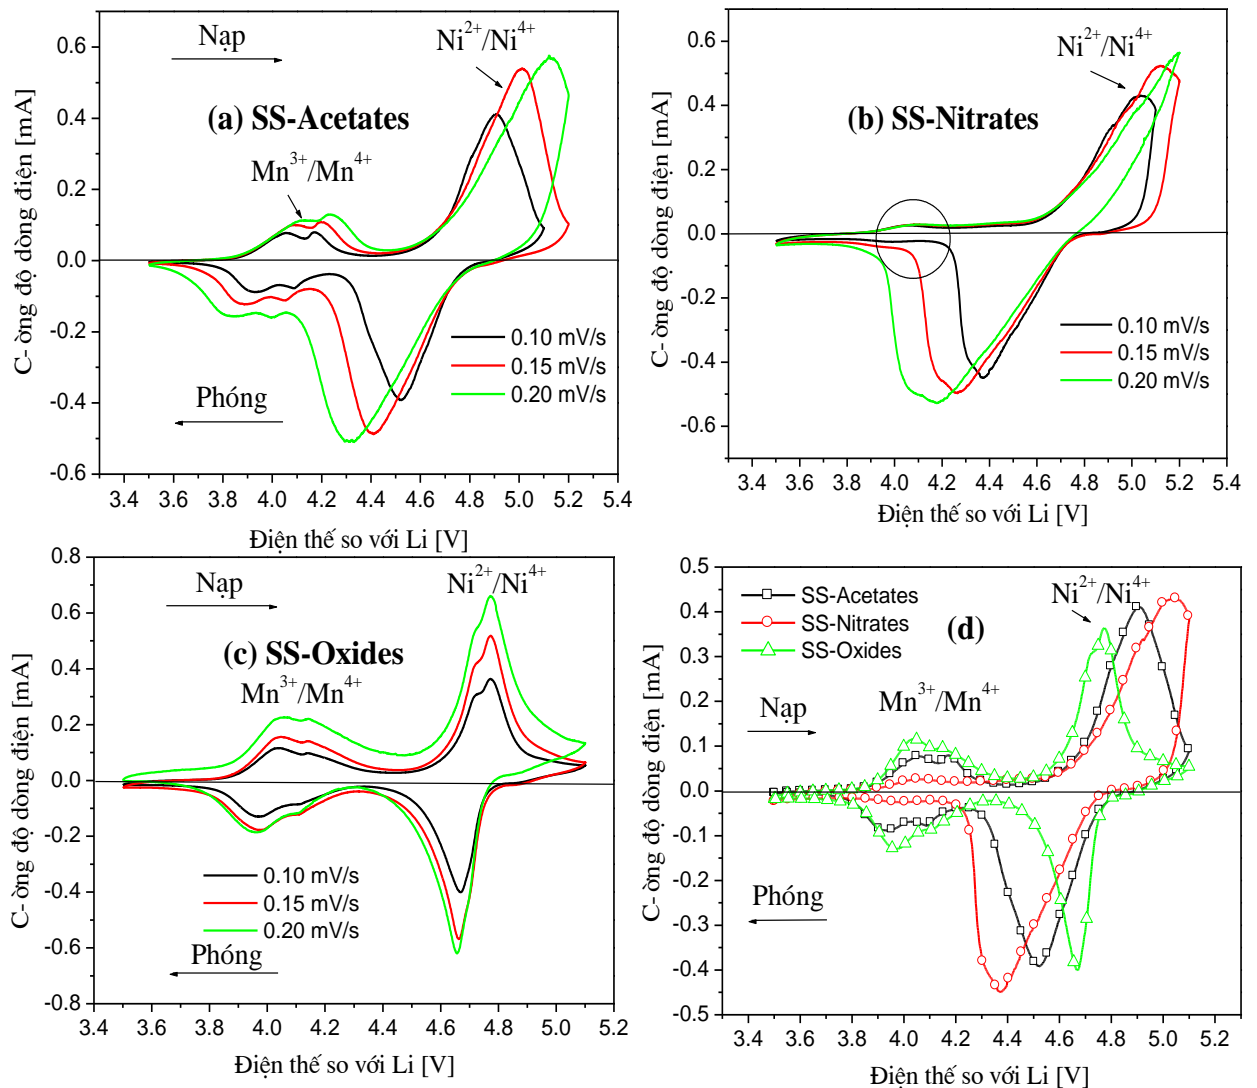 Nạp
Ni2+/Ni4+
(a) SS-Acetates
Mn3+/Mn4+
0.10 mV/s
0.15 mV/s
0.20 mV/s
Phóng
C- ờng độ dòng điện [mA]
0.6
0.4
0.2
0.0
-0.2
-0.4
-0.6
3.4 3.6 3.8 4.0 4.2 4.4 4.6 4.8 5.0 5.2 5.4
Điện thế so với Li [V]
Ni2+/Ni4+
(b) SS-Nitrates
0.10 mV/s
0.15 mV/s
0.20 mV/s
C- ờng độ dòng điện [mA]
0.6
0.4
0.2
0.0
-0.2
-0.4
-0.6
3.4 3.6 3.8 4.0 4.2 4.4 4.6 4.8 5.0 5.2 5.4
Điện thế so với Li [V]
Nạp
Ni2+/Ni4+
(c) SS-Oxides
Mn3+/Mn4+
0.10 mV/s
0.15 mV/s
0.20 mV/s
Phóng
C- ờng độ dòng điện [mA]
0.8
0.6
0.4
0.2
0.0
-0.2
-0.4
-0.6
-0.8
3.4 3.6 3.8 4.0 4.2 4.4 4.6 4.8 5.0 5.2
Điện thế so với Li [V]
SS-Acetates
SS-Nitrates
SS-Oxides
Ni2+/Ni4+
(d)
Mn3+/Mn4+
Nạp
Phóng
C- ờng độ dòng điện [mA]
0.5
0.4
0.3
0.2
0.1
0.0
-0.1
-0.2
-0.3
-0.4
-0.5
3.4 3.6 3.8 4.0 4.2 4.4 4.6 4.8 5.0 5.2
Điện thế so với Li [V]